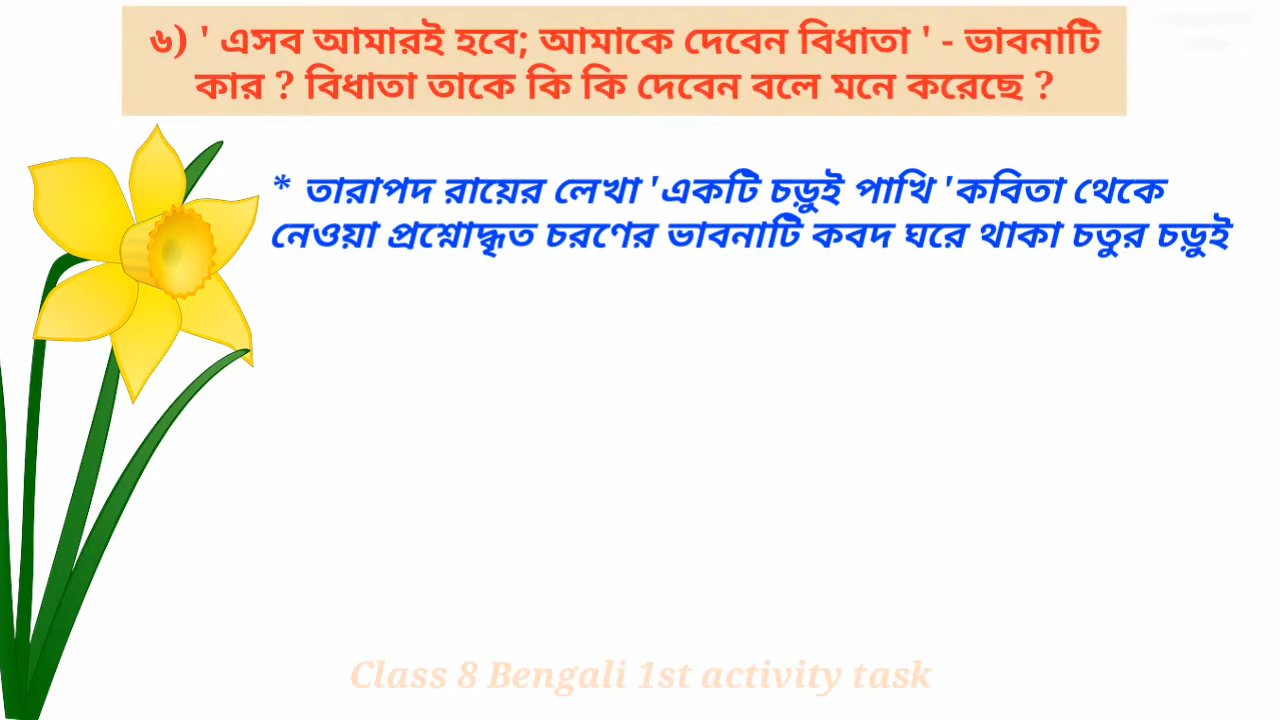 ৬) ' এসব আমারই হবে; আমাকে দেবেন বিধাতা ' - ভাবনাটি
কার ? বিধাতা তাকে কি কি দেবেন বলে মনে করেছে ?
* তারাপদ রায়ের লেখা 'একটি চড়ুই পাখি 'কবিতা থেকে
নেওয়া প্রশ্নোদ্ধৃত চরণের ভাবনাটি কবদ ঘরে থাকা চতুর চড়ুই
Class 8 Bengali 1st activity task